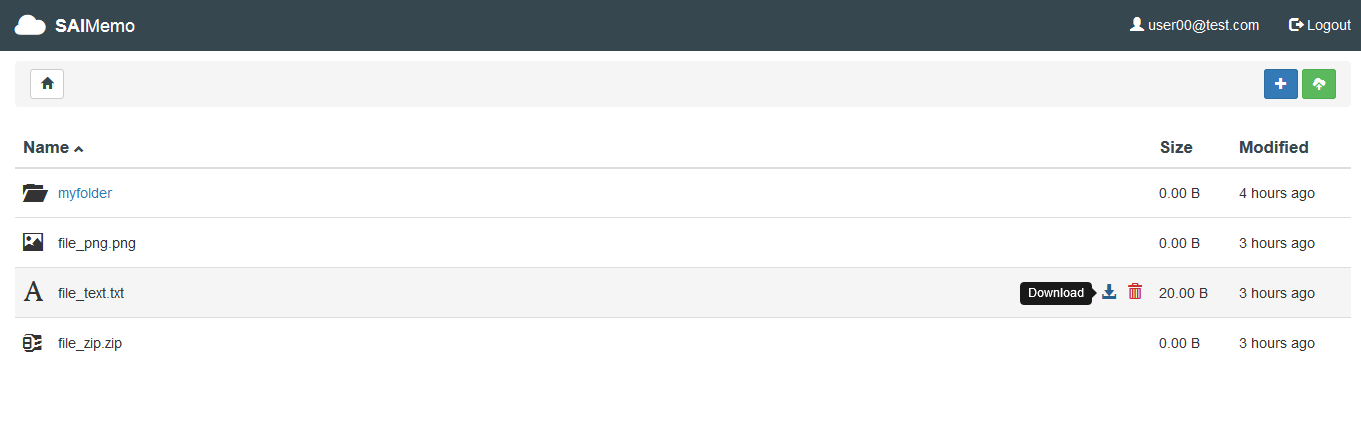 SAIMemo user00@test.com Logout
Name Size Modified
myfolder 0.00 B 4 hours ago
file_png.png 0.00 B 3 hours ago
file_text.txt Download 20.00 B 3 hours ago
file_zip.zip 0.00 B 3 hours ago